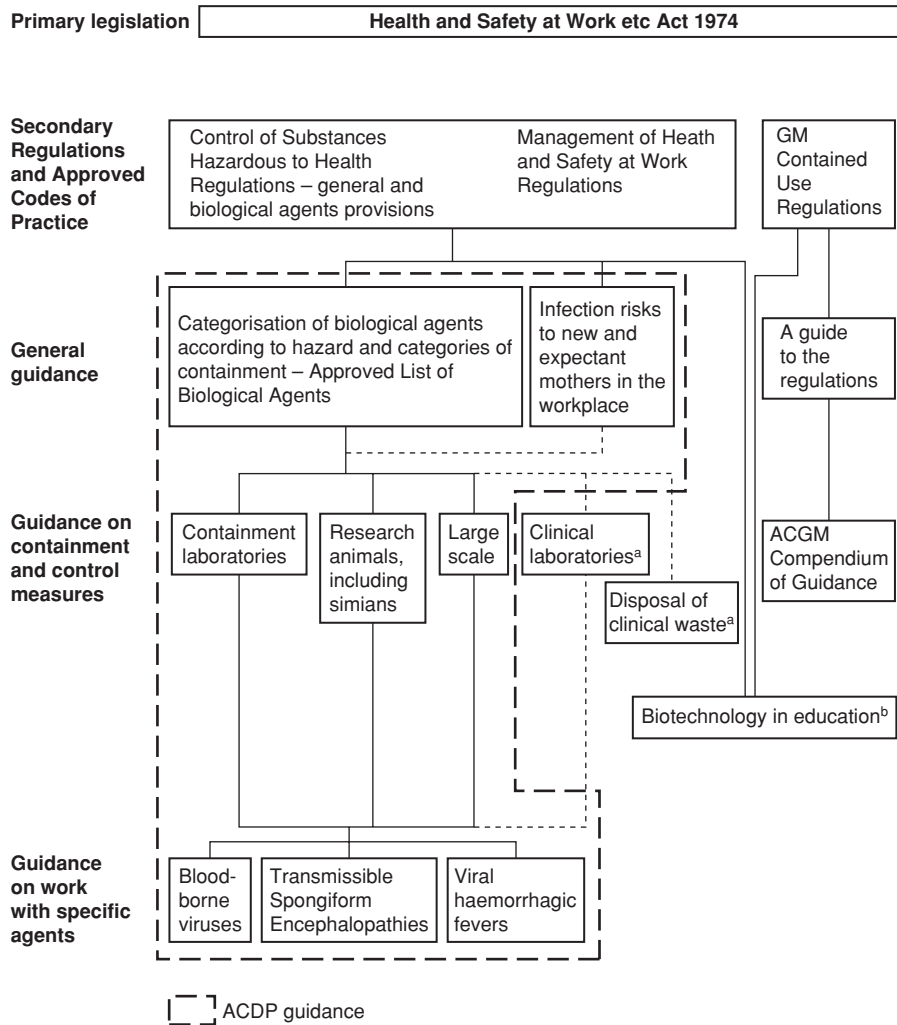 Primary legislation
Health and Safety at Work etc Act 1974
Secondary
Regulations
and Approved
Codes of
Practice
Control of Substances
Hazardous to Health
Regulations – general and
biological agents provisions
Management of Heath
and Safety at Work
Regulations
GM
Contained
Use
Regulations
General
guidance
Categorisation of biological agents
according to hazard and categories of
containment – Approved List of
Biological Agents
Infection risks
to new and
expectant
mothers in the
workplace
A guide
to the
regulations
Guidance on
containment
and control
measures
Containment
laboratories
Research
animals,
including
simians
Large
scale
Clinical
laboratoriesᵃ
Disposal of
clinical wasteᵃ
ACGM
Compendium
of Guidance
Biotechnology in educationᵇ
Guidance
on work
with specific
agents
Blood-
borne
viruses
Transmissible
Spongiform
Encephalopathies
Viral
haemorrhagic
fevers
ACDP guidance